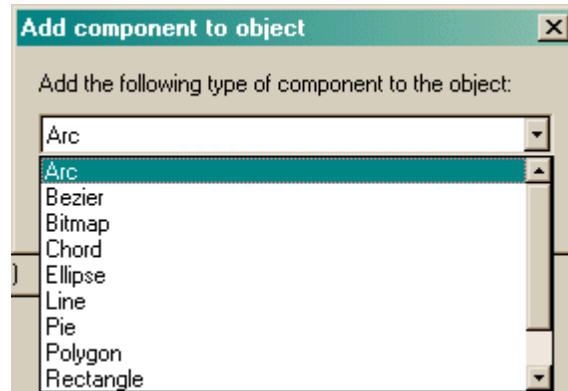 Add component to object
Add the following type of component to the object:
Arc
Arc
Bezier
Bitmap
Chord
Ellipse
Line
Pie
Polygon
Rectangle